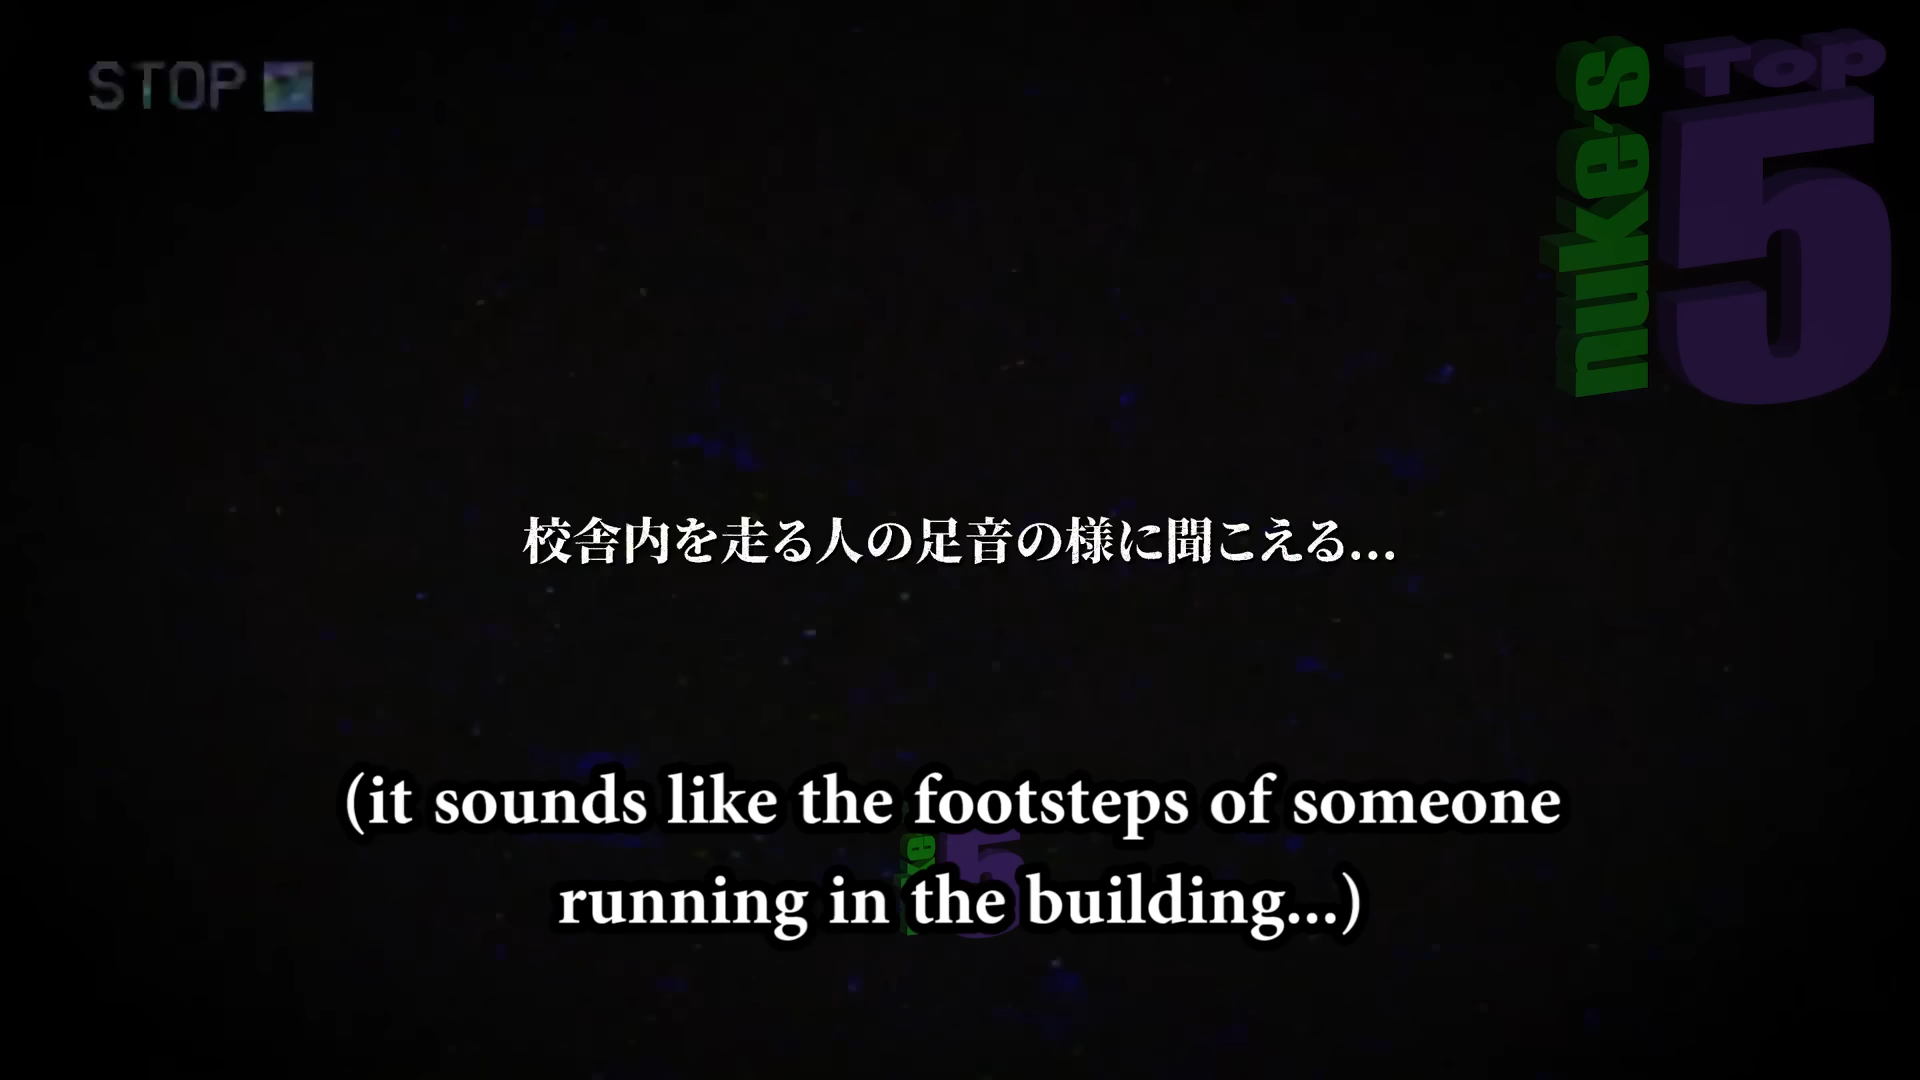 STOP
nuke's
TOP
5
校舎内を走る人の足音の様に聞こえる...
(it sounds like the footsteps of someone
running in the building...)
5